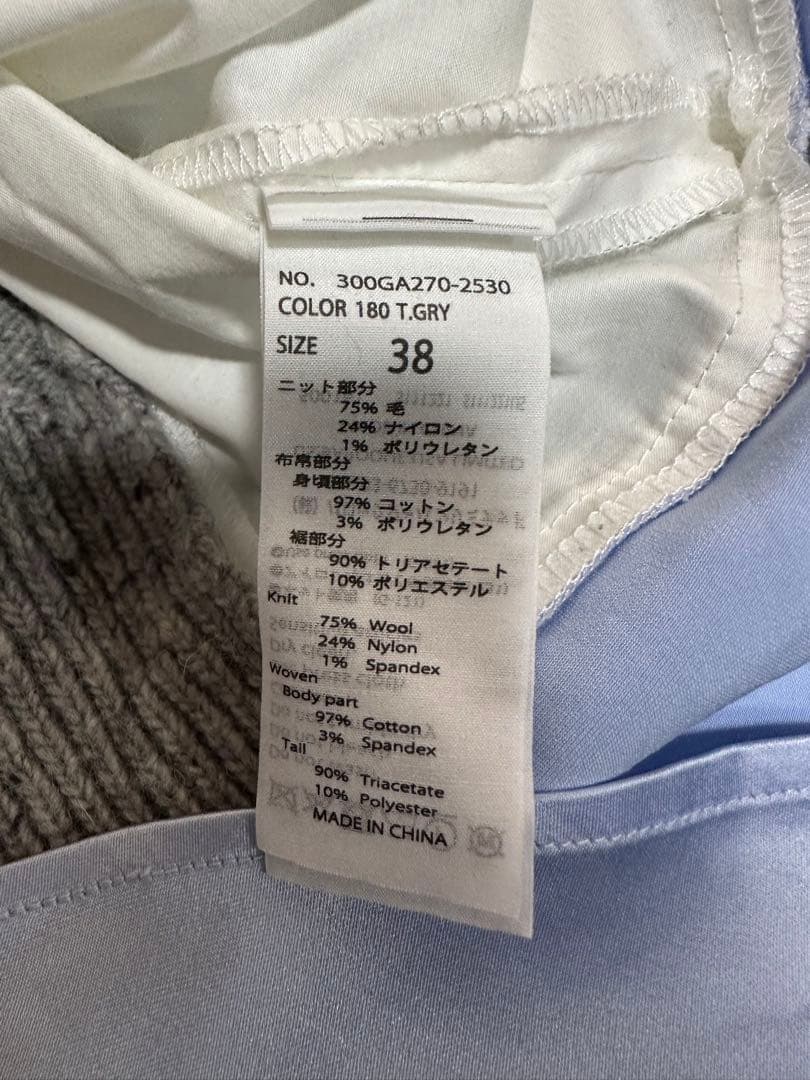 NO. 300GA270-2530
COLOR 180 T.GRY
SIZE 38
ニット部分
75% 毛
24% ナイロン
1% ポリウレタン
布帛部分
身頃部分
97% コットン
3% ポリウレタン
裾部分
90% トリアセテート
10% ポリエステル
Knit
75% Wool
24% Nylon
1% Spandex
Woven
Body part
97% Cotton
3% Spandex
Tail
90% Triacetate
10% Polyester
MADE IN CHINA